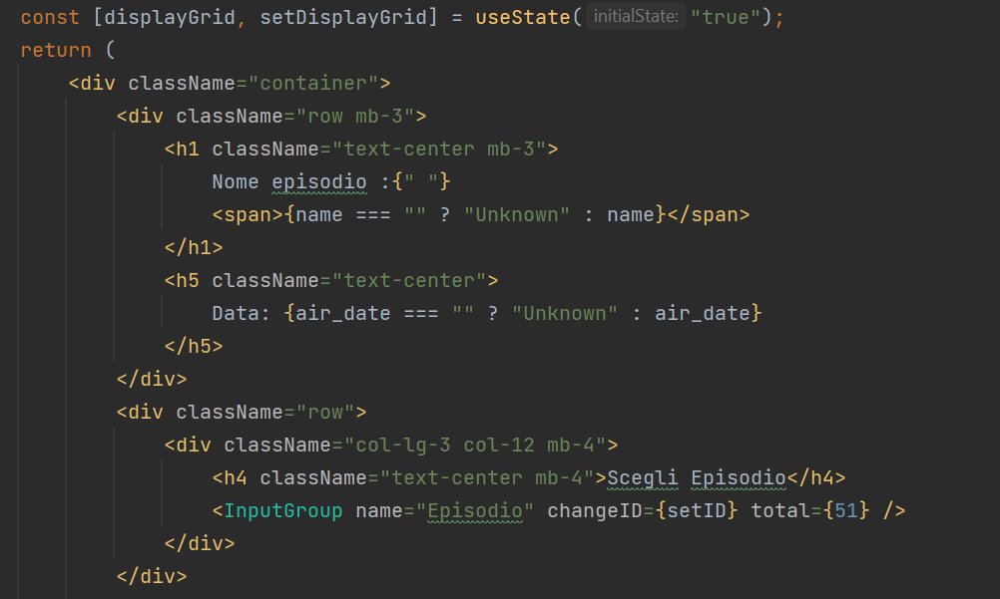 const [displayGrid, setDisplayGrid] = useState( initialState: "true");
return (
    <div className="container">
        <div className="row mb-3">
            <h1 className="text-center mb-3">
                Nome episodio :{" "}
                <span>{name === "" ? "Unknown" : name}</span>
            </h1>
            <h5 className="text-center">
                Data: {air_date === "" ? "Unknown" : air_date}
            </h5>
        </div>
        <div className="row">
            <div className="col-lg-3 col-12 mb-4">
                <h4 className="text-center mb-4">Scegli Episodio</h4>
                <InputGroup name="Episodio" changeID={setID} total={51} />
            </div>
        </div>